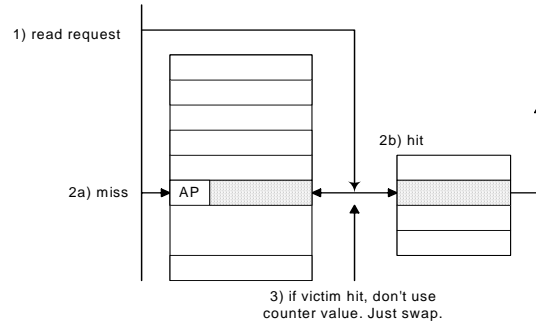 1) read request
2b) hit
2a) miss
AP
3) if victim hit, don't use
counter value. Just swap.